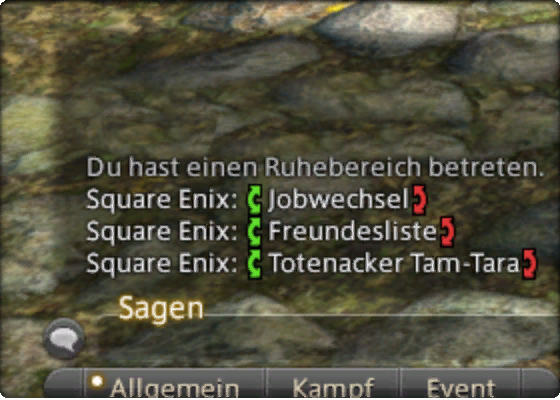 Du hast einen Ruhebereich betreten.
Square Enix: Jobwechsel
Square Enix: Freundesliste
Square Enix: Totenacker Tam-Tara
Sagen
Allgemein Kampf Event